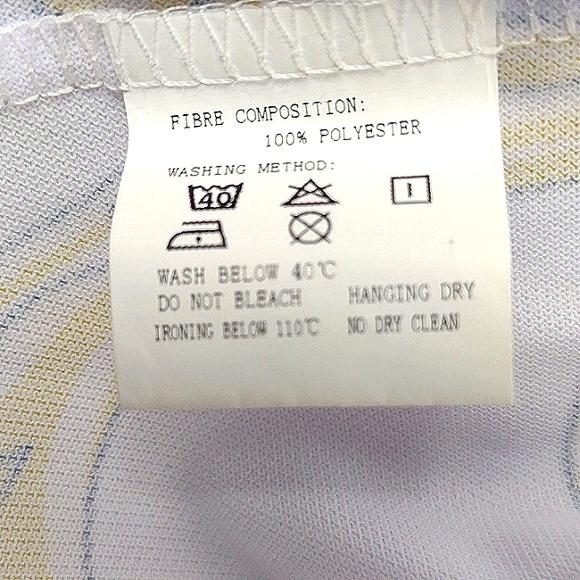 FIBRE COMPOSITION:
100% POLYESTER
WASHING METHOD:
40
WASH BELOW 40℃
DO NOT BLEACH HANGING DRY
IRONING BELOW 110℃ NO DRY CLEAN